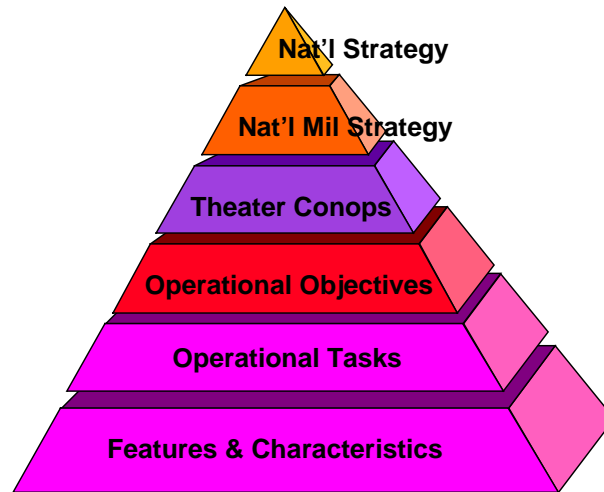 Nat'l Strategy
Nat'l Mil Strategy
Theater Conops
Operational Objectives
Operational Tasks
Features & Characteristics